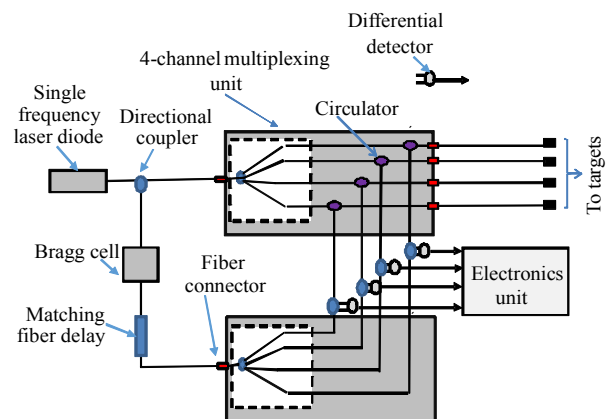 Differential
detector
4-channel multiplexing
unit
Single
frequency
laser diode
Directional
coupler
Circulator
To targets
Bragg cell
Fiber
connector
Electronics
unit
Matching
fiber delay